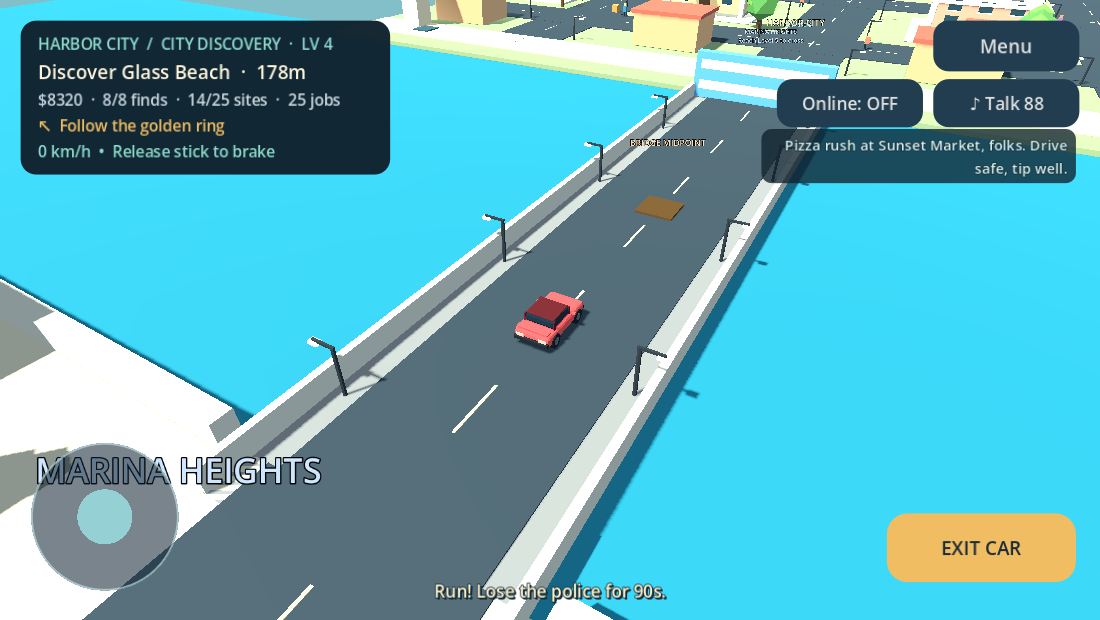 HARBOR CITY / CITY DISCOVERY · LV 4
Discover Glass Beach · 178m
$8320 · 8/8 finds · 14/25 sites · 25 jobs
↖ Follow the golden ring
0 km/h • Release stick to brake
Menu
Online: OFF
♪ Talk 88
Pizza rush at Sunset Market, folks. Drive
safe, tip well.
BRIDGE MIDPOINT
MARINA HEIGHTS
EXIT CAR
Run! Lose the police for 90s.